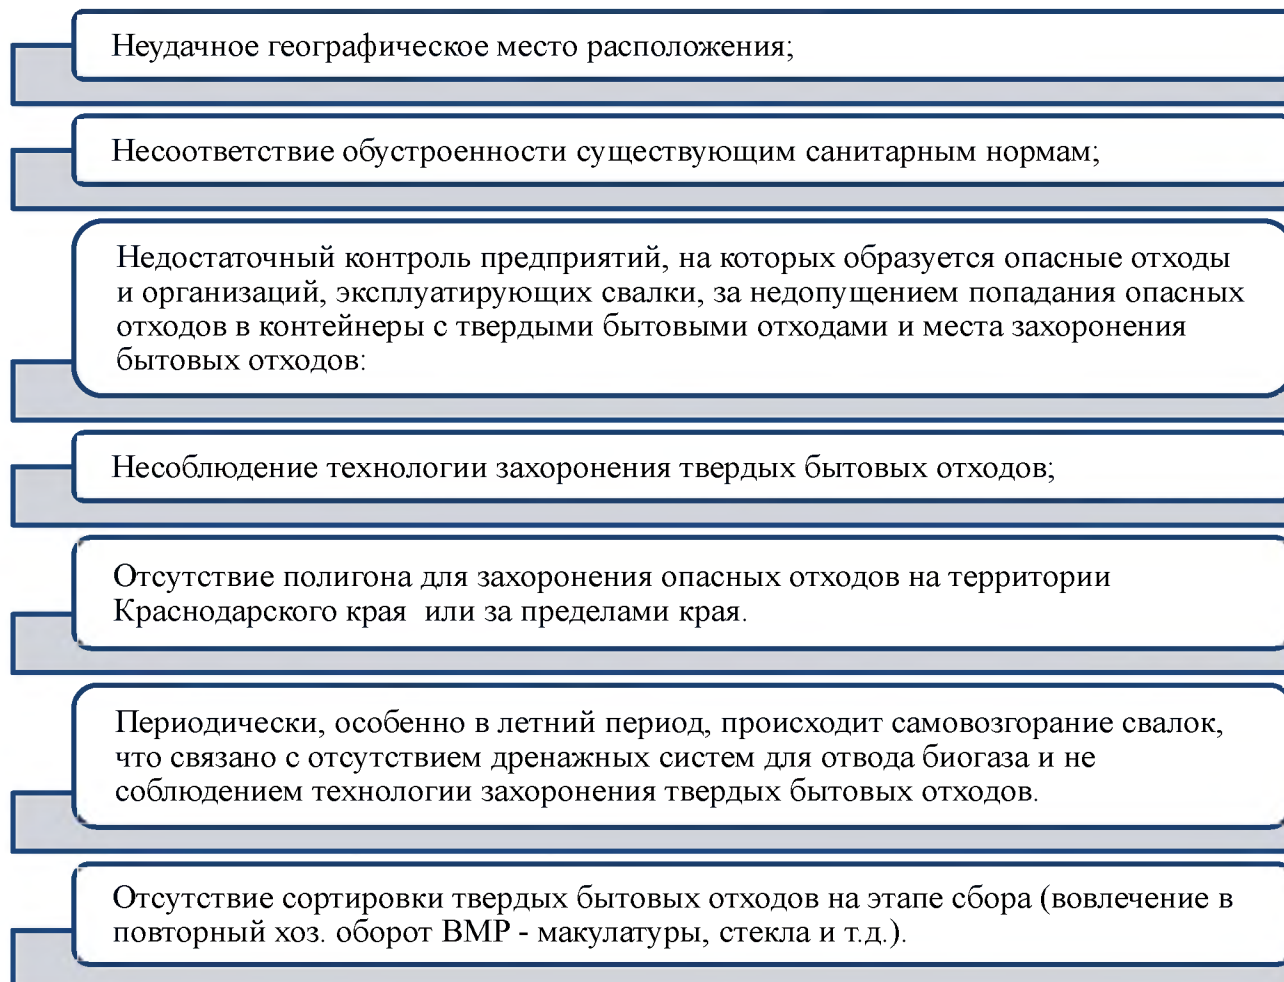 Неудачное географическое место расположения;
Несоответствие обустроенности существующим санитарным нормам;
Недостаточный контроль предприятий, на которых образуется опасные отходы
и организаций, эксплуатирующих свалки, за недопущением попадания опасных
отходов в контейнеры с твердыми бытовыми отходами и места захоронения
бытовых отходов:
Несоблюдение технологии захоронения твердых бытовых отходов;
Отсутствие полигона для захоронения опасных отходов на территории
Краснодарского края или за пределами края.
Периодически, особенно в летний период, происходит самовозгорание свалок,
что связано с отсутствием дренажных систем для отвода биогаза и не
соблюдением технологии захоронения твердых бытовых отходов.
Отсутствие сортировки твердых бытовых отходов на этапе сбора (вовлечение в
повторный хоз. оборот ВМР - макулатуры, стекла и т.д.).